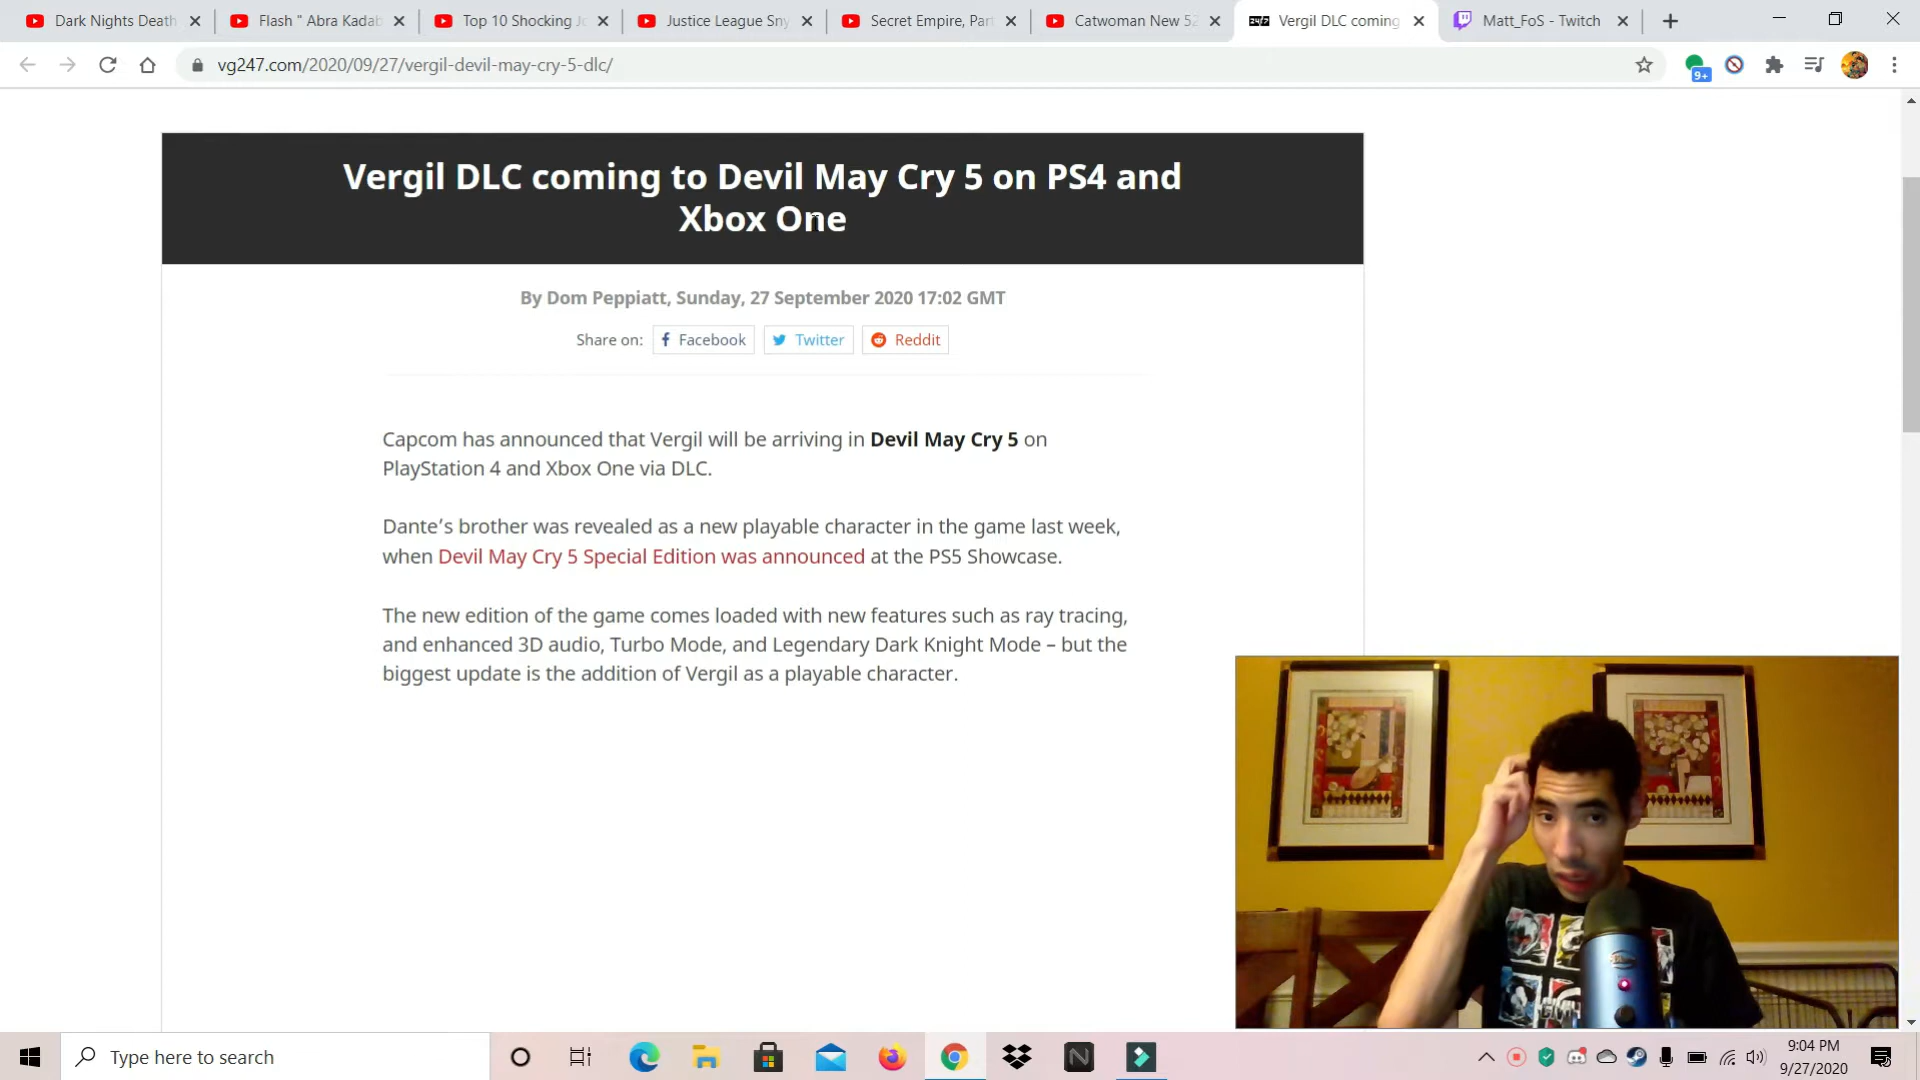 Dark Nights Death
Flash " Abra Kadab
Top 10 Shocking Jo
Justice League Sny
Secret Empire, Part
Catwoman New 52
24/7
Vergil DLC coming
Matt_FoS - Twitch
vg247.com/2020/09/27/vergil-devil-may-cry-5-dlc/
9+
Vergil DLC coming to Devil May Cry 5 on PS4 and
Xbox One
By Dom Peppiatt, Sunday, 27 September 2020 17:02 GMT
Share on:
Facebook
Twitter
Reddit
Capcom has announced that Vergil will be arriving in Devil May Cry 5 on
PlayStation 4 and Xbox One via DLC.
Dante’s brother was revealed as a new playable character in the game last week,
when Devil May Cry 5 Special Edition was announced at the PS5 Showcase.
The new edition of the game comes loaded with new features such as ray tracing,
and enhanced 3D audio, Turbo Mode, and Legendary Dark Knight Mode – but the
biggest update is the addition of Vergil as a playable character.
Type here to search
9:04 PM
9/27/2020